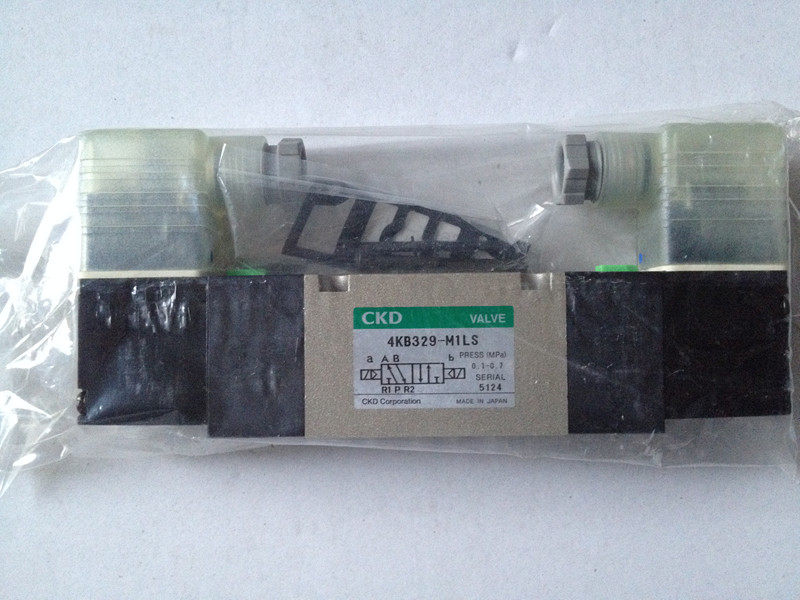 CKD VALVE
4KB329-M1LS
a A B b PRESS (MPa)
0.1-0.7
SERIAL
R1 P R2 5124
CKD Corporation MADE IN JAPAN